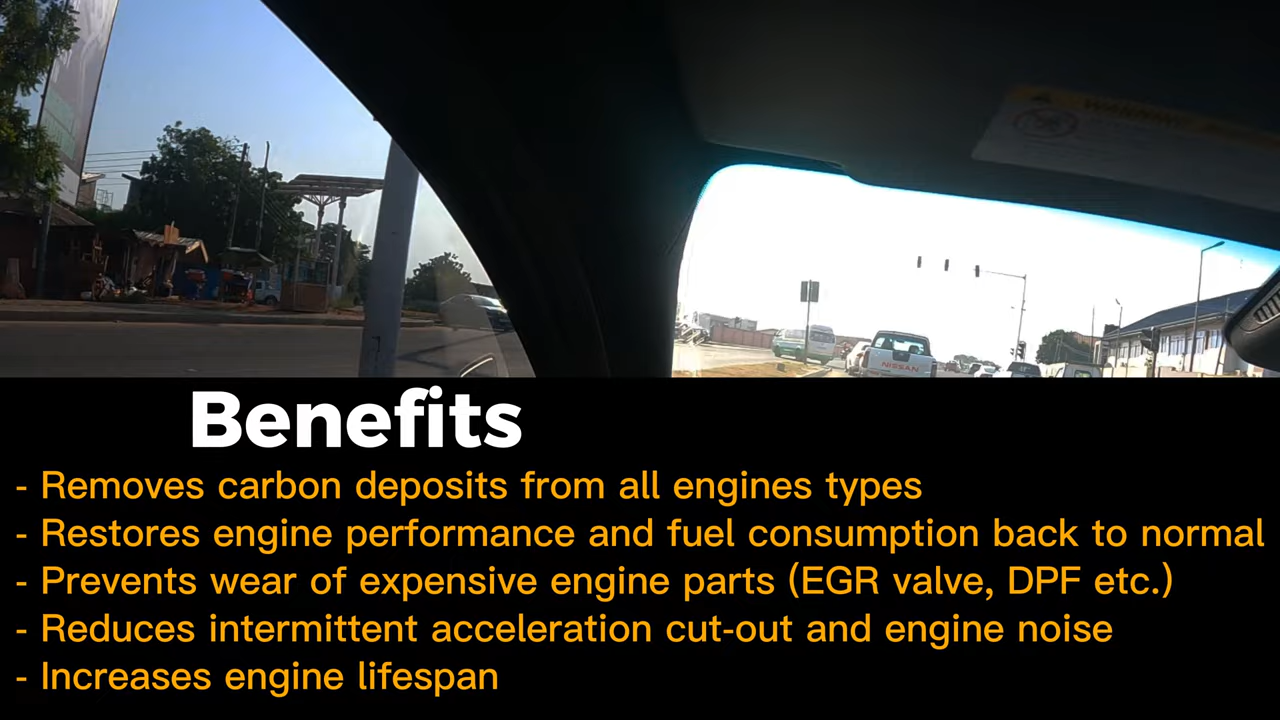 WARNING
NISSAN
Benefits
- Removes carbon deposits from all engines types
- Restores engine performance and fuel consumption back to normal
- Prevents wear of expensive engine parts (EGR valve, DPF etc.)
- Reduces intermittent acceleration cut-out and engine noise
- Increases engine lifespan